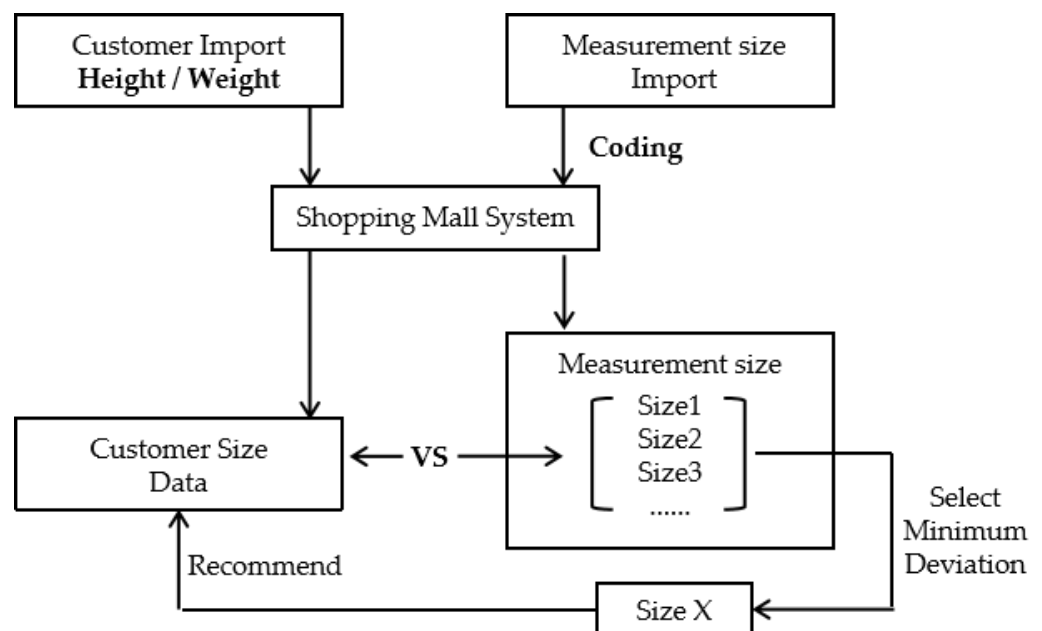 Customer Import
Height / Weight
Measurement size
Import
Coding
Shopping Mall System
Measurement size
Size1
Size2
Size3
......
Customer Size
Data
VS
Select
Minimum
Deviation
Recommend
Size X